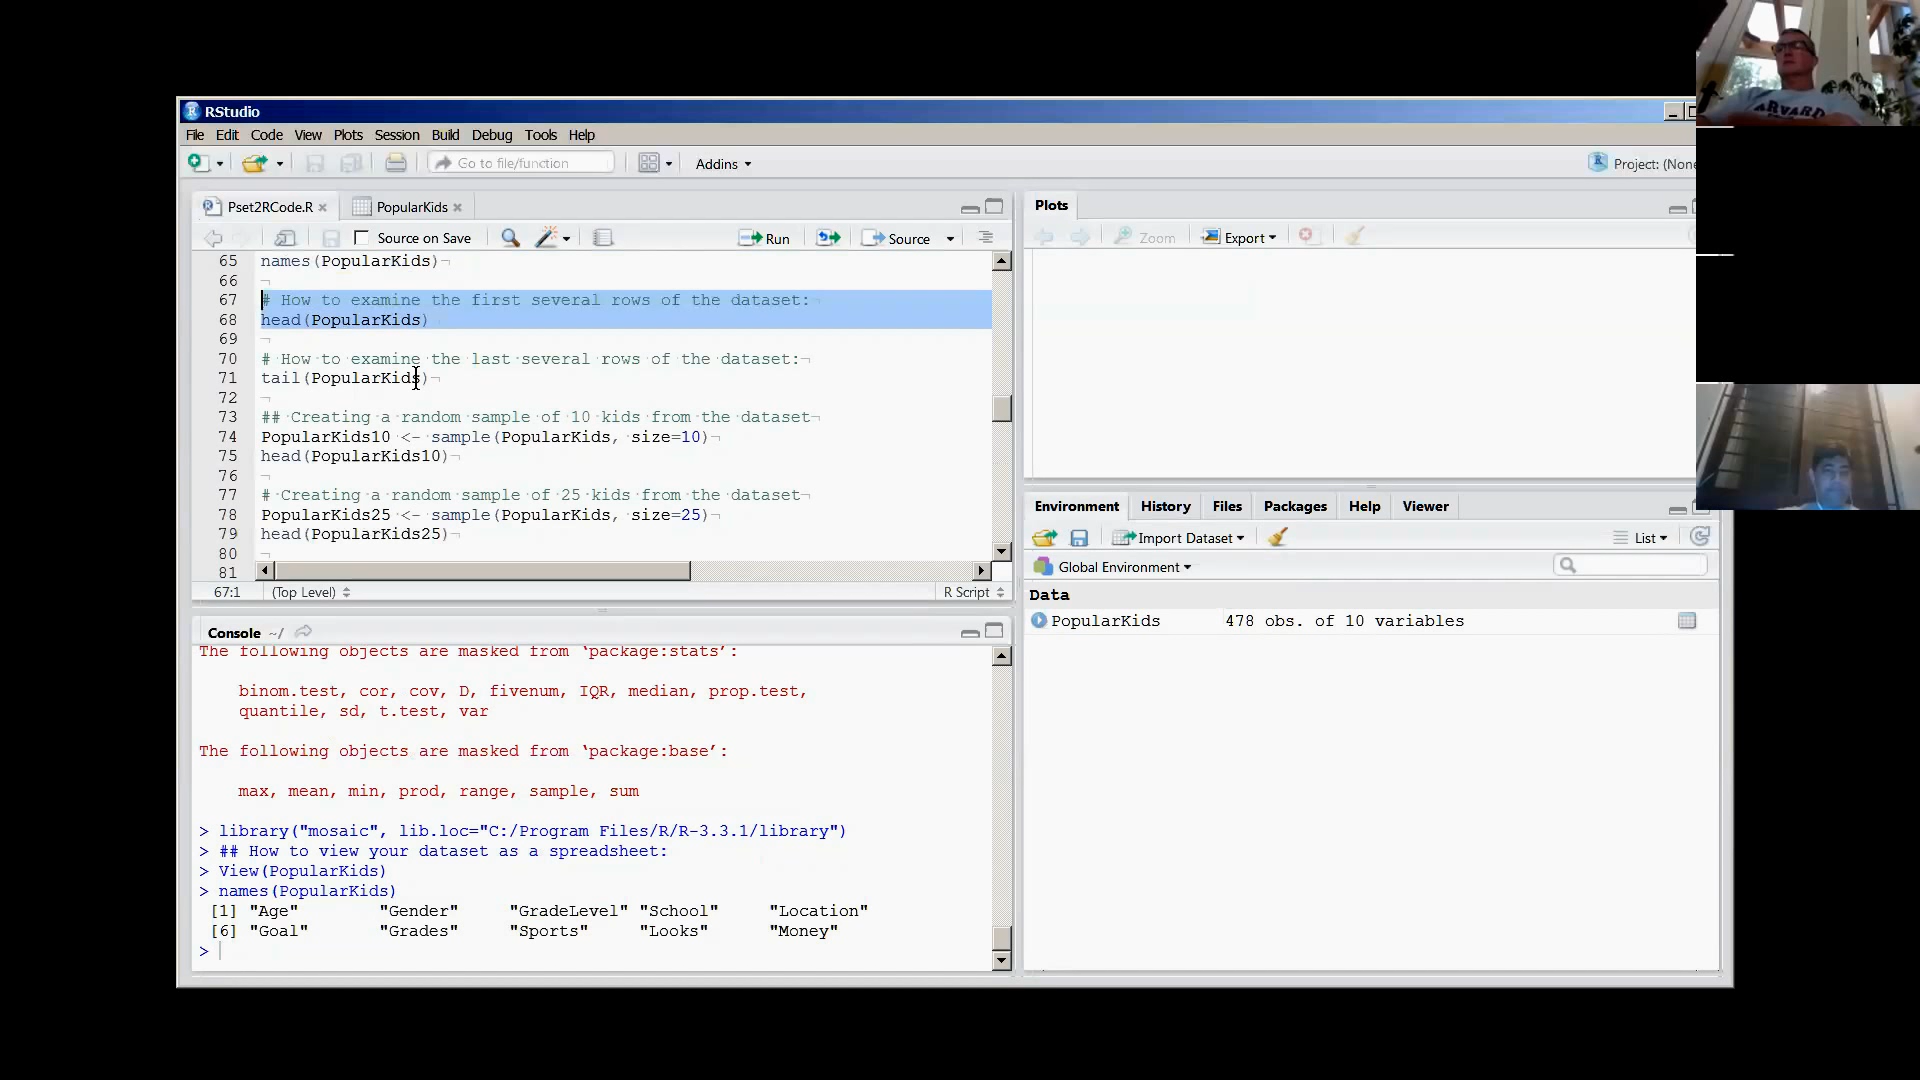 RStudio
File Edit Code View Plots Session Build Debug Tools Help
Go to file/function
Addins
Project: (None
Pset2RCode.R
PopularKids
Source on Save
Run
Source
65 names(PopularKids)
66
67 # How to examine the first several rows of the dataset:
68 head(PopularKids)
69
70 # How to examine the last several rows of the dataset:
71 tail(PopularKids)
72
73 ## Creating a random sample of 10 kids from the dataset
74 PopularKids10 <- sample(PopularKids, size=10)
75 head(PopularKids10)
76
77 # Creating a random sample of 25 kids from the dataset
78 PopularKids25 <- sample(PopularKids, size=25)
79 head(PopularKids25)
80
81
67:1 (Top Level) R Script
Console ~/
The following objects are masked from ‘package:stats’:
binom.test, cor, cov, D, fivenum, IQR, median, prop.test,
quantile, sd, t.test, var
The following objects are masked from ‘package:base’:
max, mean, min, prod, range, sample, sum
> library("mosaic", lib.loc="C:/Program Files/R/R-3.3.1/library")
> ## How to view your dataset as a spreadsheet:
> View(PopularKids)
> names(PopularKids)
[1] "Age" "Gender" "GradeLevel" "School" "Location"
[6] "Goal" "Grades" "Sports" "Looks" "Money"
>
Plots
Zoom Export
Environment History Files Packages Help Viewer
Import Dataset List
Global Environment
Data
PopularKids 478 obs. of 10 variables
HARVARD